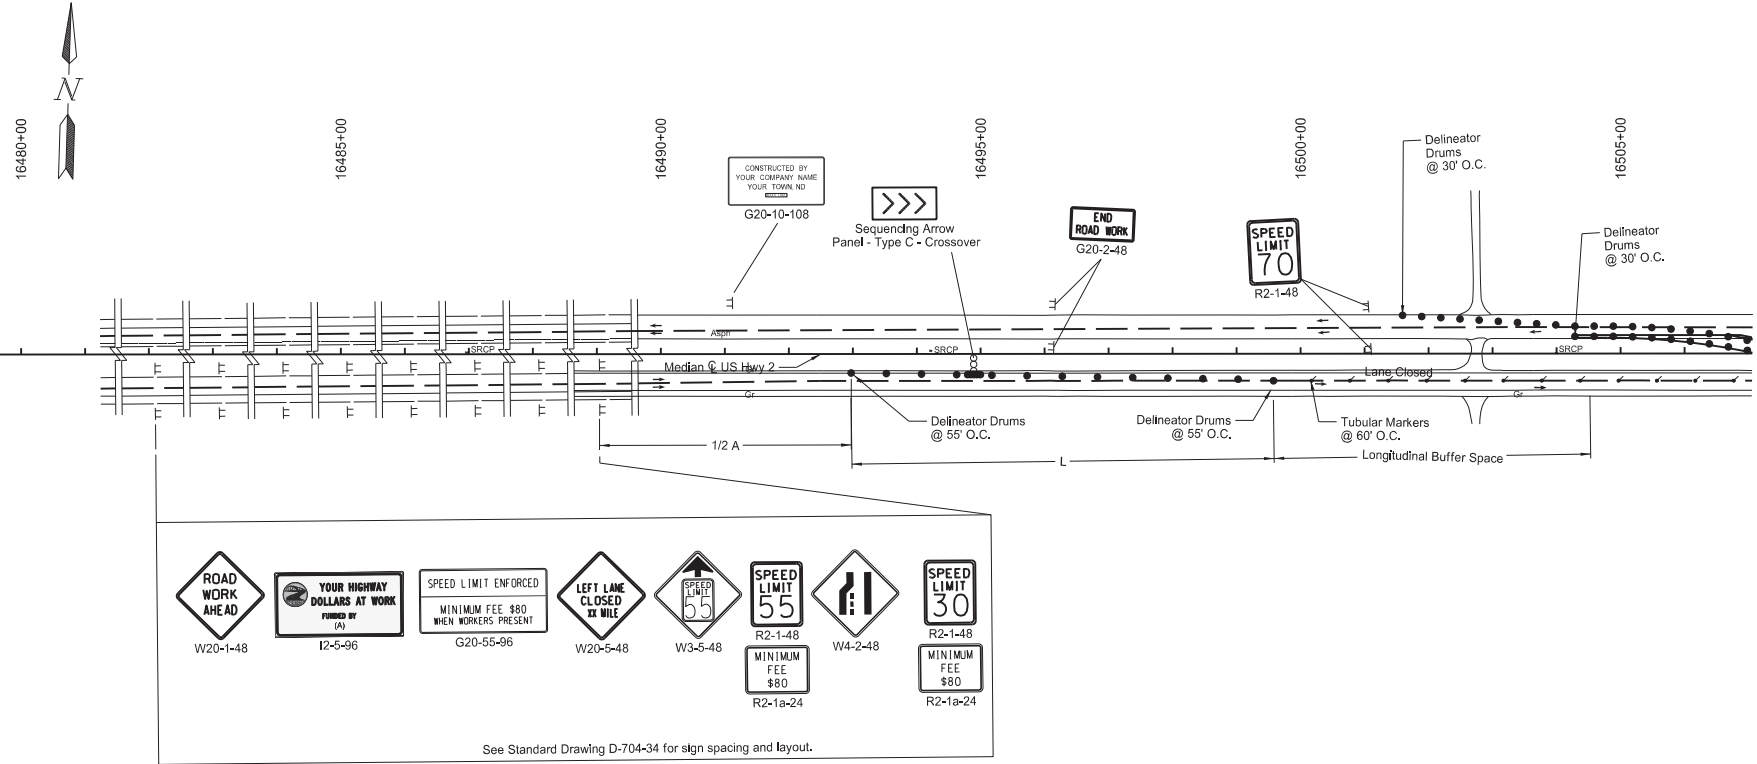 N
16480+00
16485+00
16490+00
16495+00
16500+00
16505+00
CONSTRUCTED BY
YOUR COMPANY NAME
YOUR TOWN, ND
G20-10-108
Sequencing Arrow
Panel - Type C - Crossover
END
ROAD WORK
G20-2-48
SPEED
LIMIT
70
R2-1-48
Delineator
Drums
@ 30' O.C.
Delineator
Drums
@ 30' O.C.
Asph
SRCP
SRCP
SRCP
Median ℄ US Hwy 2
Lane Closed
Gr
Gr
Delineator Drums
@ 55' O.C.
Delineator Drums
@ 55' O.C.
Tubular Markers
@ 60' O.C.
1/2 A
L
Longitudinal Buffer Space
ROAD
WORK
AHEAD
W20-1-48
YOUR HIGHWAY
DOLLARS AT WORK
FUNDED BY
(A)
I2-5-96
SPEED LIMIT ENFORCED
MINIMUM FEE $80
WHEN WORKERS PRESENT
G20-55-96
LEFT LANE
CLOSED
XX MILE
W20-5-48
SPEED
LIMIT
55
W3-5-48
SPEED
LIMIT
55
R2-1-48
MINIMUM
FEE
$80
R2-1a-24
W4-2-48
SPEED
LIMIT
30
R2-1-48
MINIMUM
FEE
$80
R2-1a-24
See Standard Drawing D-704-34 for sign spacing and layout.